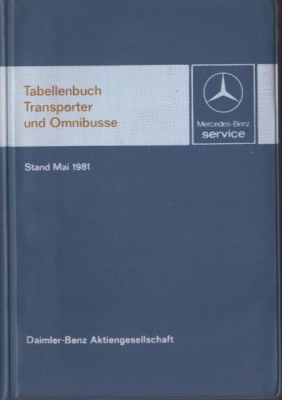 Tabellenbuch
Transporter
und Omnibusse
Mercedes-Benz
service
Stand Mai 1981
Daimler-Benz Aktiengesellschaft